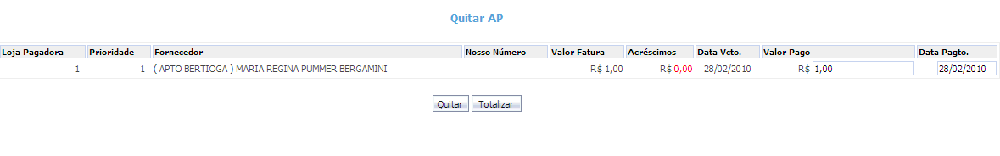 Quitar AP
Loja Pagadora Prioridade Fornecedor Nosso Número Valor Fatura Acréscimos Data Vcto. Valor Pago Data Pagto.
1 1 ( APTO BERTIOGA ) MARIA REGINA PUMMER BERGAMINI R$ 1,00 R$ 0,00 28/02/2010 R$ 1,00 28/02/2010
Quitar Totalizar